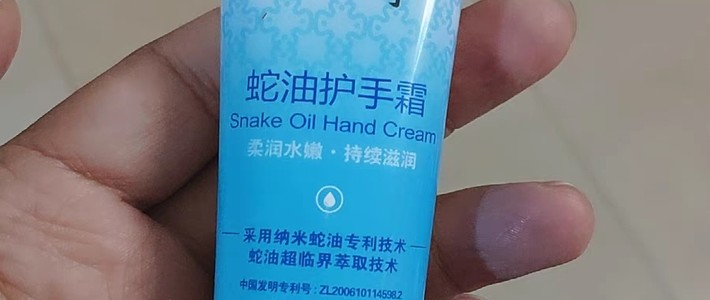 蛇油护手霜
Snake Oil Hand Cream
柔润水嫩·持续滋润
采用纳米蛇油专利技术
蛇油超临界萃取技术
中国发明专利号:ZL200610114598.2